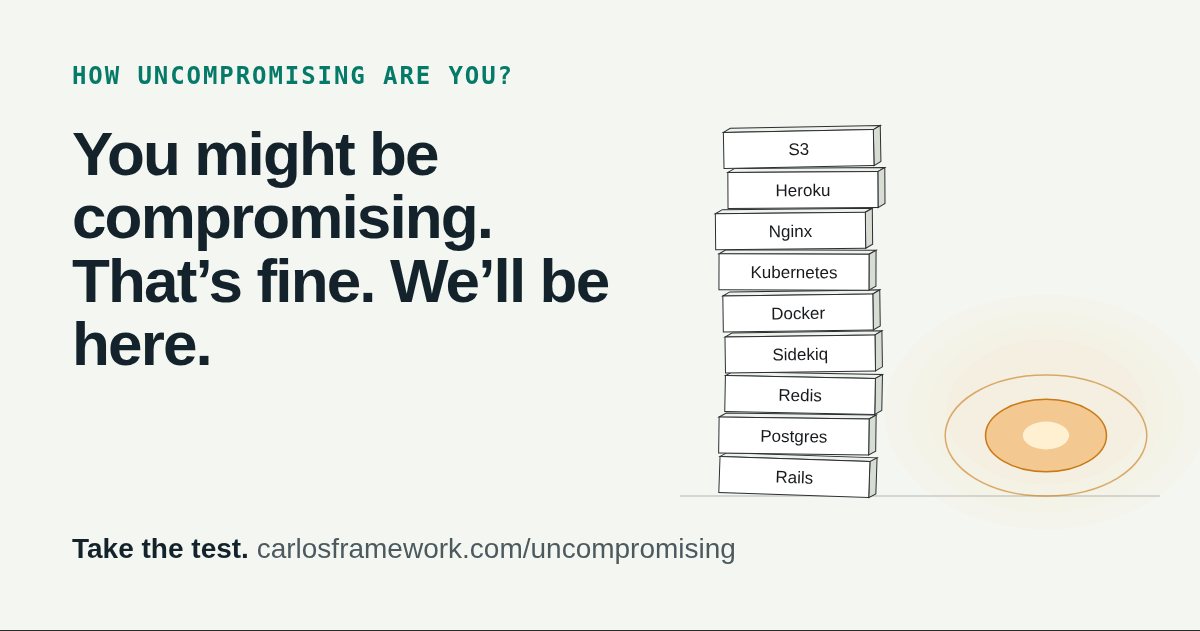 HOW UNCOMPROMISING ARE YOU?
You might be
compromising.
That’s fine. We’ll be
here.
S3
Heroku
Nginx
Kubernetes
Docker
Sidekiq
Redis
Postgres
Rails
Take the test. carlosframework.com/uncompromising